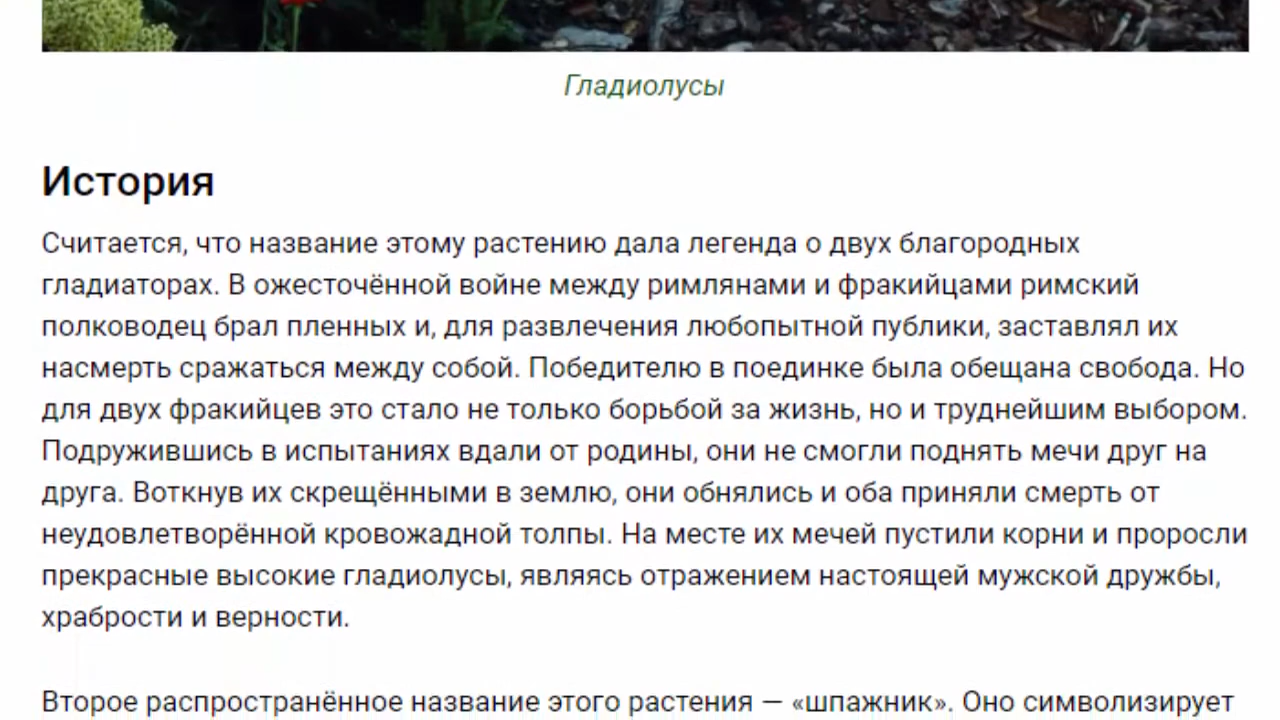 Гладиолусы
История
Считается, что название этому растению дала легенда о двух благородных
гладиаторах. В ожесточённой войне между римлянами и фракийцами римский
полководец брал пленных и, для развлечения любопытной публики, заставлял их
насмерть сражаться между собой. Победителю в поединке была обещана свобода. Но
для двух фракийцев это стало не только борьбой за жизнь, но и труднейшим выбором.
Подружившись в испытаниях вдали от родины, они не смогли поднять мечи друг на
друга. Воткнув их скрещёнными в землю, они обнялись и оба приняли смерть от
неудовлетворённой кровожадной толпы. На месте их мечей пустили корни и проросли
прекрасные высокие гладиолусы, являясь отражением настоящей мужской дружбы,
храбрости и верности.
Второе распространённое название этого растения — «шпажник». Оно символизирует